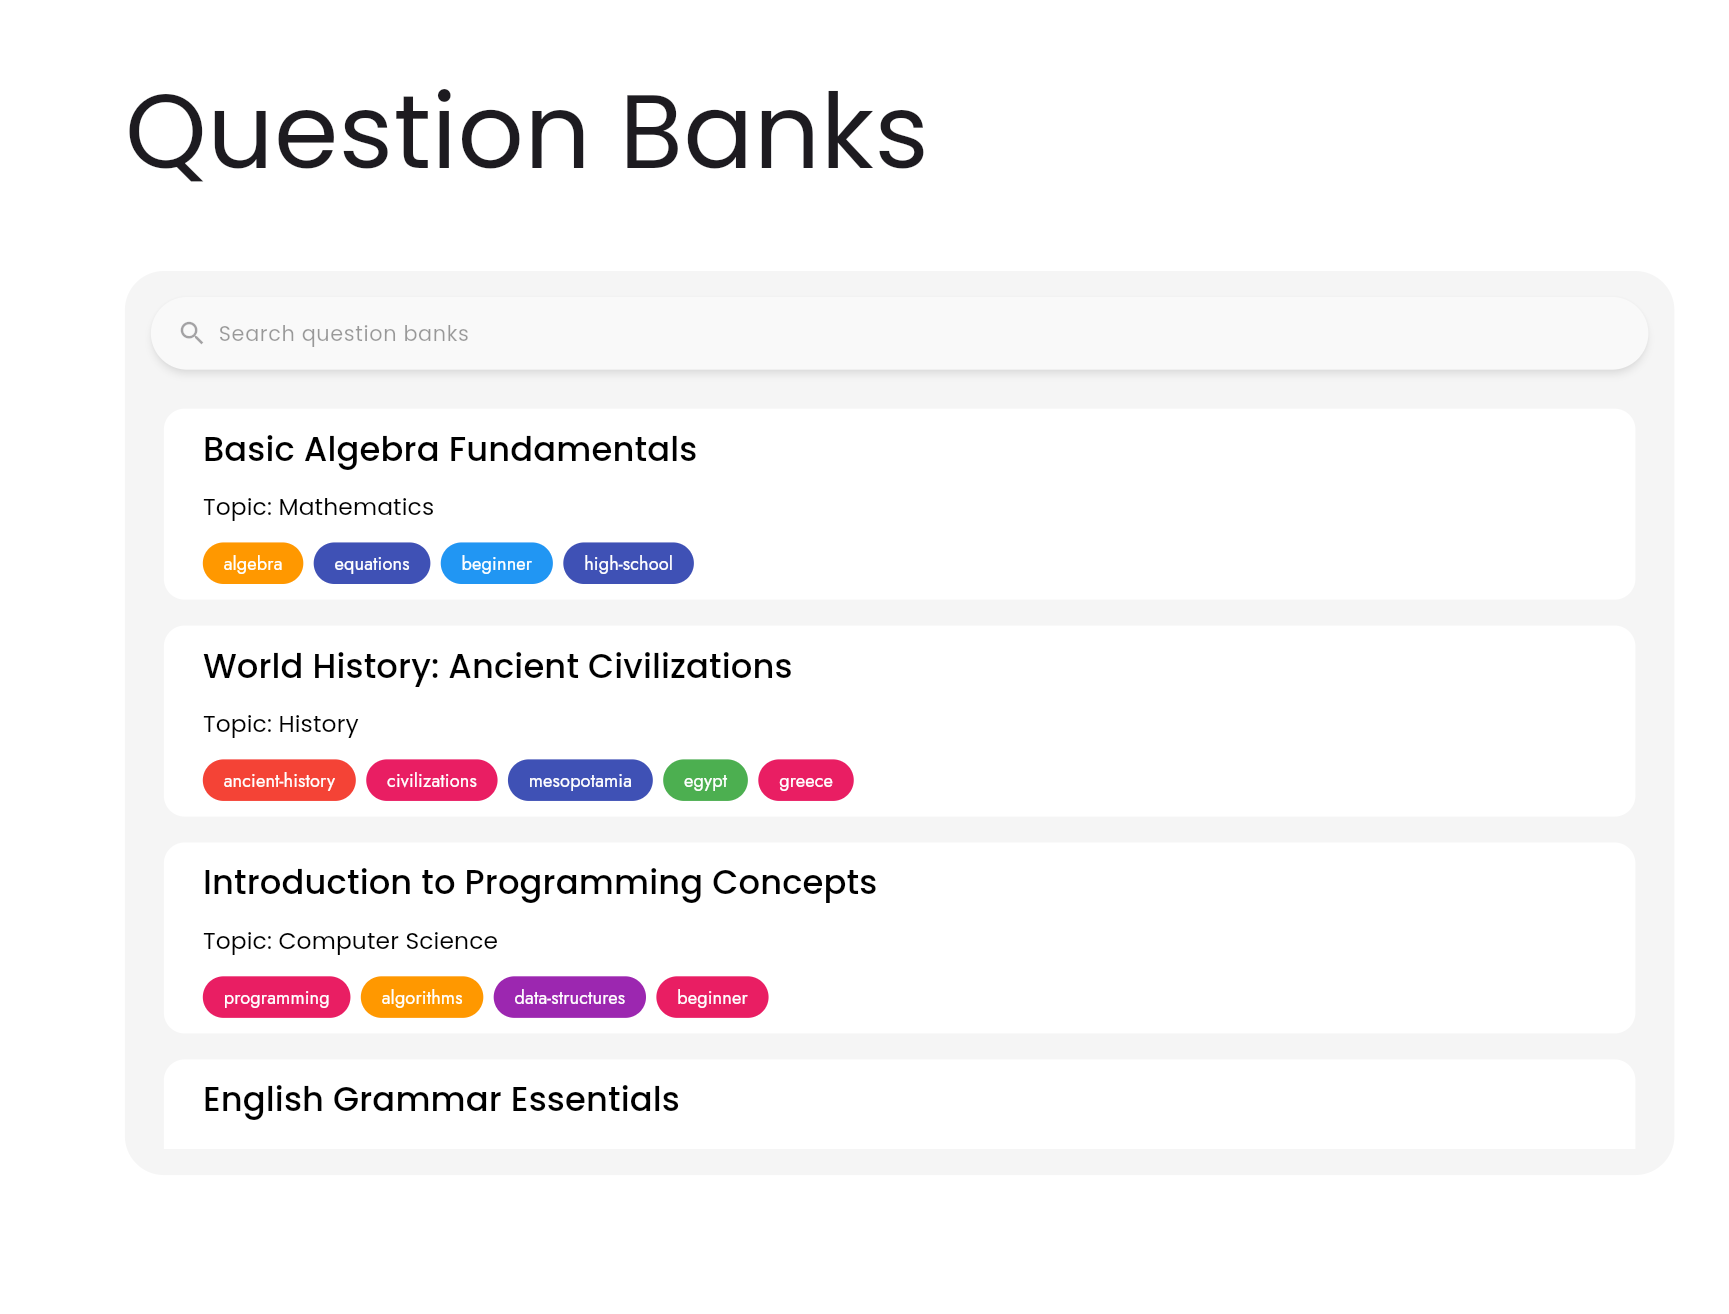 Question Banks
Search question banks
Basic Algebra Fundamentals
Topic: Mathematics
algebra equations beginner high-school
World History: Ancient Civilizations
Topic: History
ancient-history civilizations mesopotamia egypt greece
Introduction to Programming Concepts
Topic: Computer Science
programming algorithms data-structures beginner
English Grammar Essentials